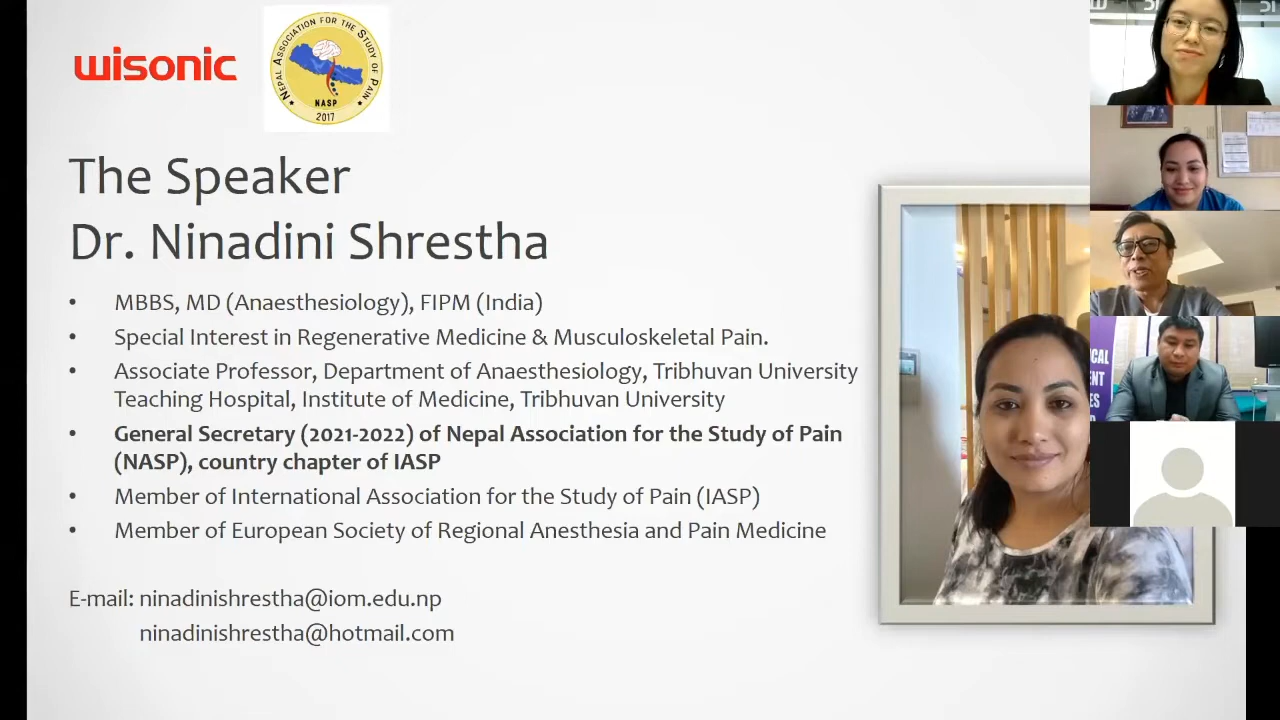 wisonic
NEPAL ASSOCIATION FOR THE STUDY OF PAIN
NASP
2017
The Speaker
Dr. Ninadini Shrestha
• MBBS, MD (Anaesthesiology), FIPM (India)
• Special Interest in Regenerative Medicine & Musculoskeletal Pain.
• Associate Professor, Department of Anaesthesiology, Tribhuvan University
Teaching Hospital, Institute of Medicine, Tribhuvan University
• General Secretary (2021-2022) of Nepal Association for the Study of Pain
(NASP), country chapter of IASP
• Member of International Association for the Study of Pain (IASP)
• Member of European Society of Regional Anesthesia and Pain Medicine
E-mail: ninadinishrestha@iom.edu.np
ninadinishrestha@hotmail.com